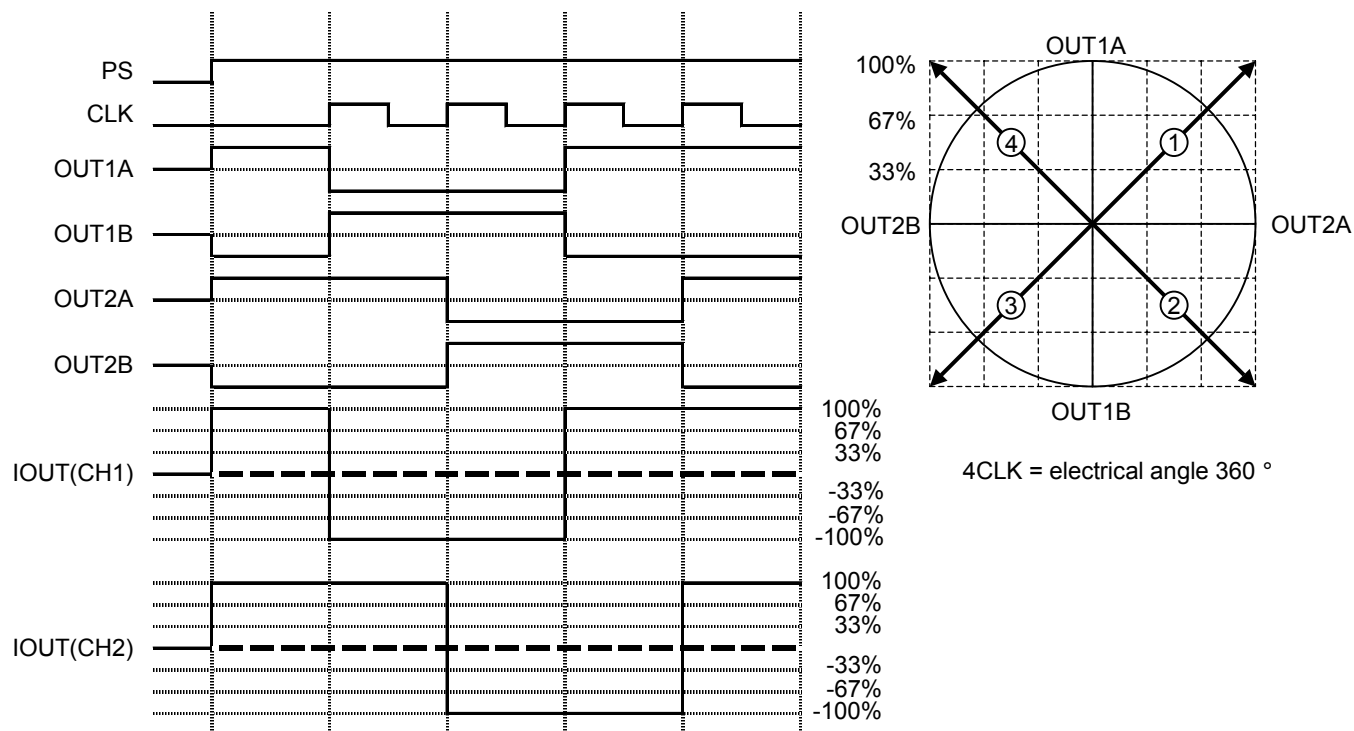 PS
CLK
OUT1A
OUT1B
OUT2A
OUT2B
IOUT(CH1)
100%
67%
33%
-33%
-67%
-100%
IOUT(CH2)
100%
67%
33%
-33%
-67%
-100%
OUT1A
100%
67%
33%
④
①
OUT2B
OUT2A
③
②
OUT1B
4CLK = electrical angle 360 °